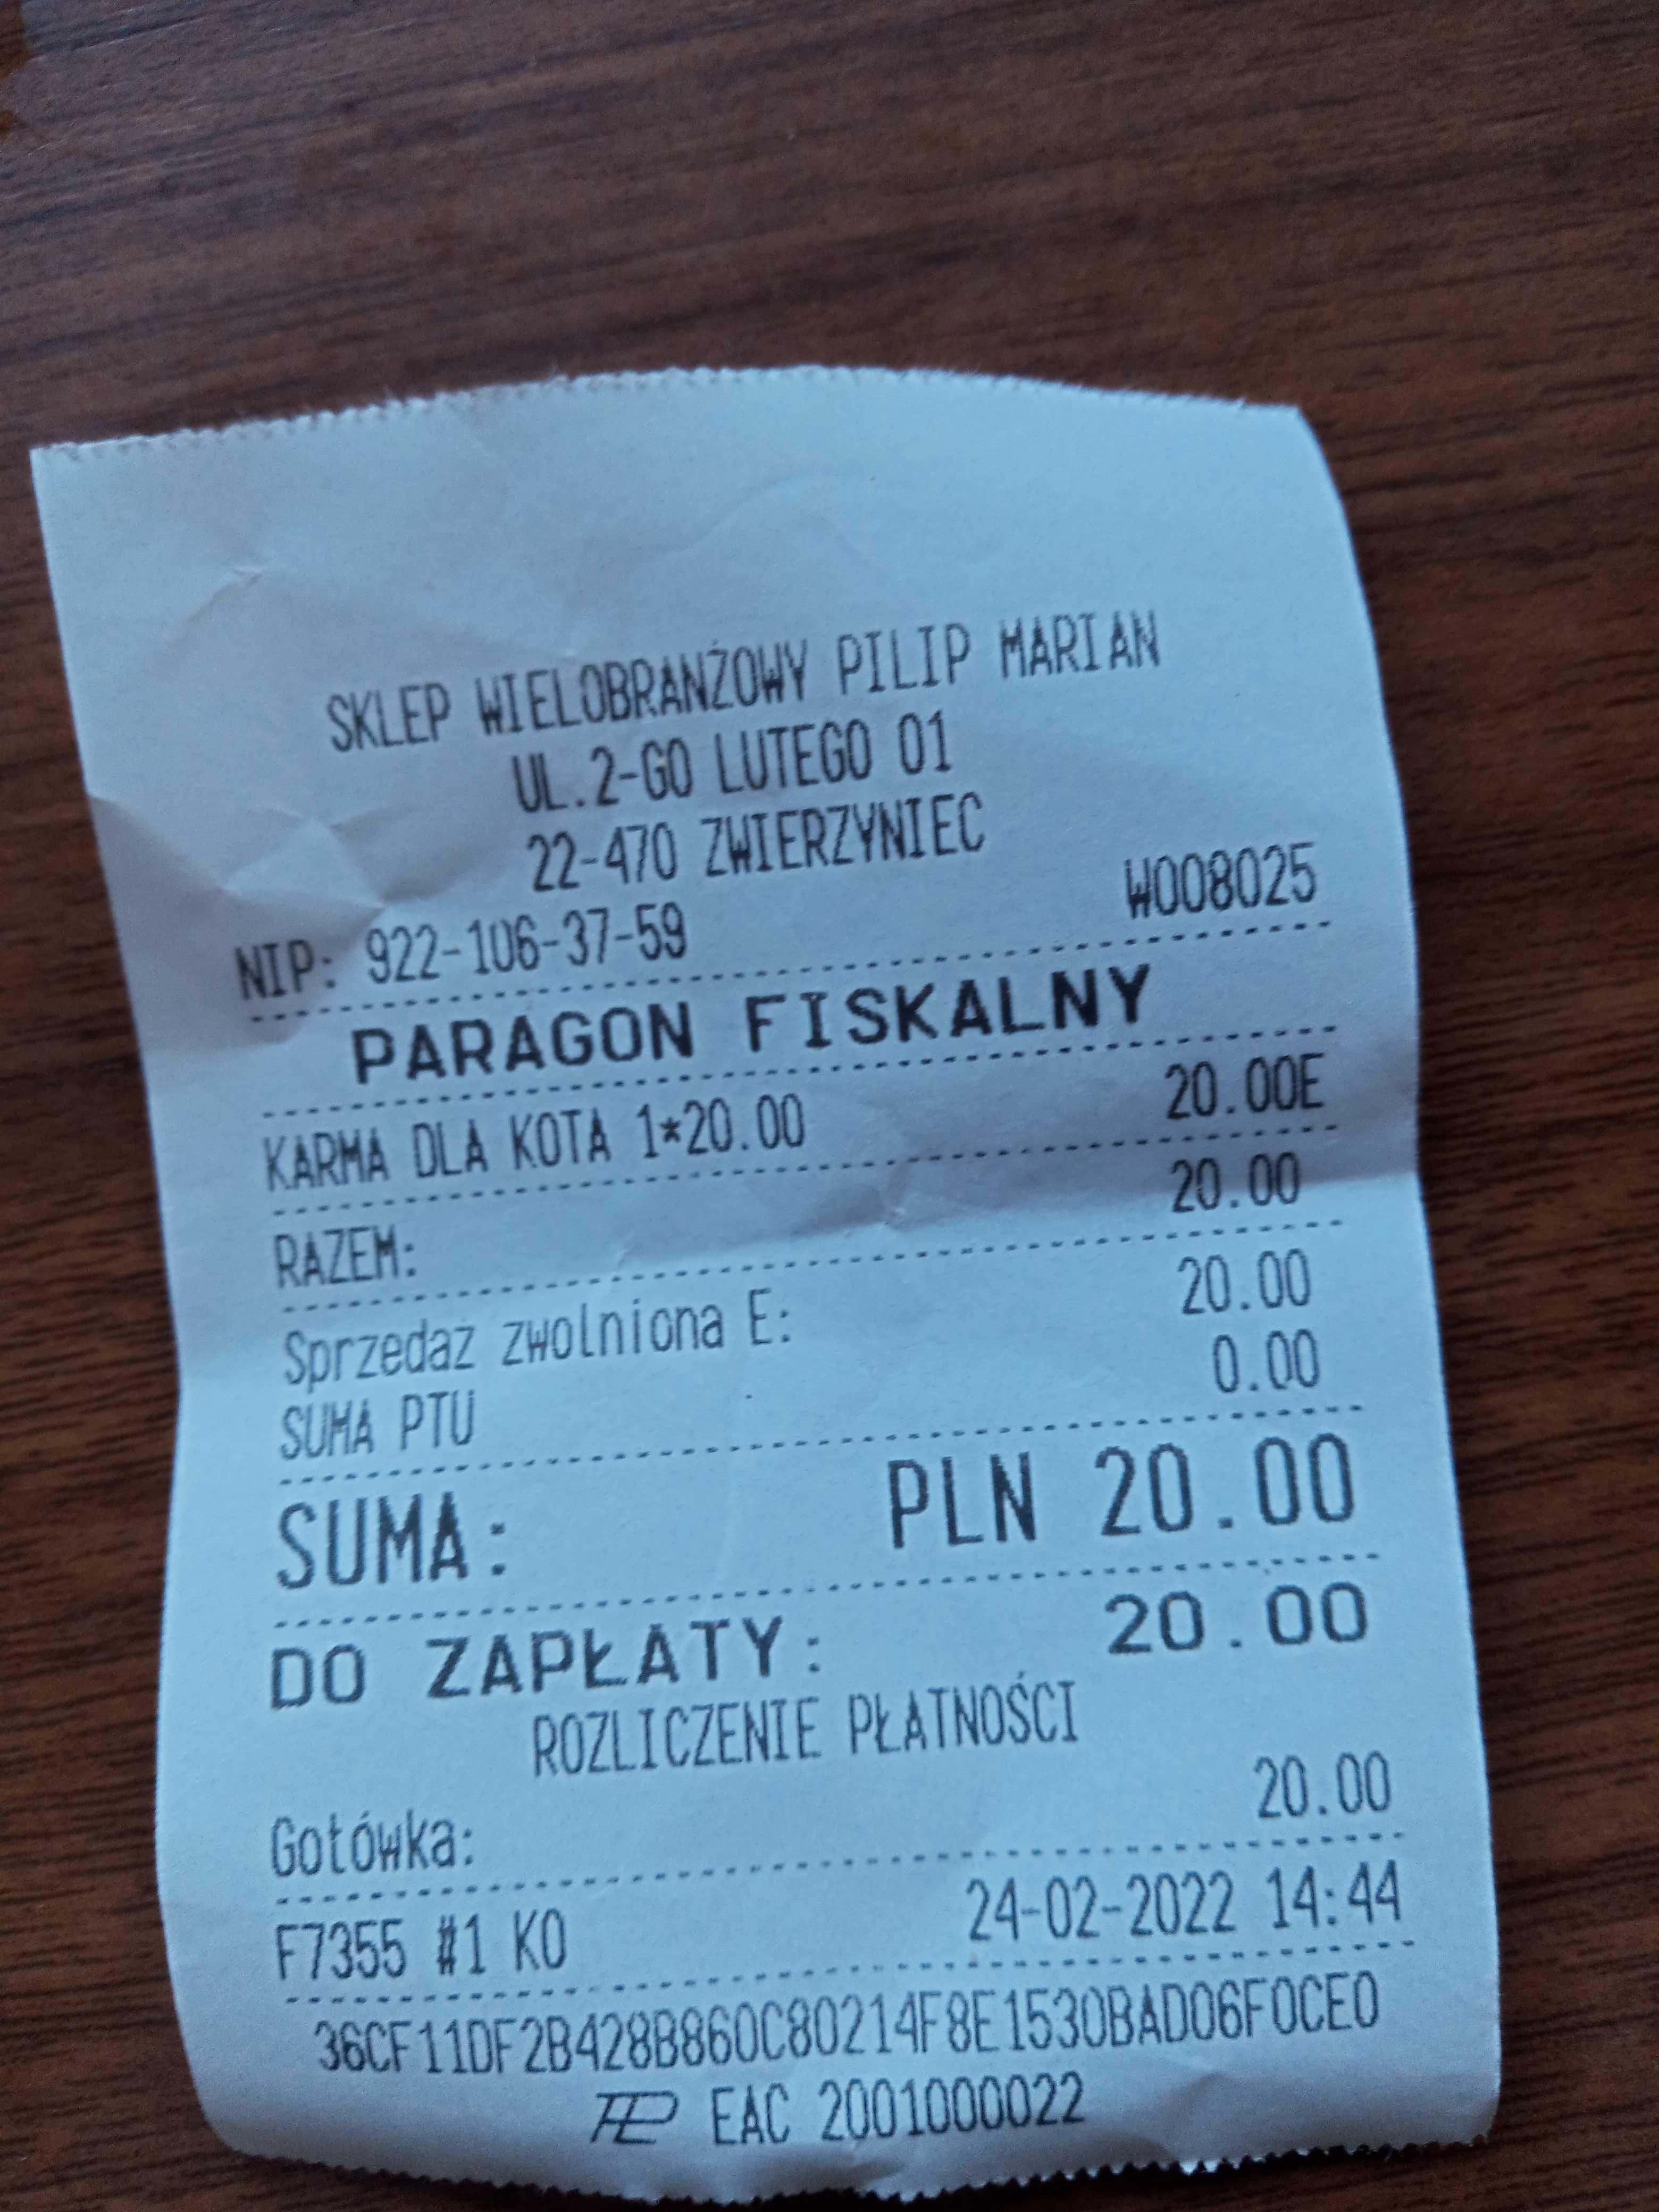 SKLEP WIELOBRANŻOWY PILIP MARIAN
UL.2-GO LUTEGO 01
22-470 ZWIERZYNIEC
NIP: 922-106-37-59 W008025
PARAGON FISKALNY
KARMA DLA KOTA 1*20.00 20.00E
RAZEM: 20.00
Sprzedaż zwolniona E: 20.00
SUMA PTU 0.00
SUMA: PLN 20.00
DO ZAPŁATY: 20.00
ROZLICZENIE PŁATNOŚCI
Gotówka: 20.00
F7355 #1 KO 24-02-2022 14:44
36CF11DF2B428B860C80214F8E1530BAD06F0CE0
PL EAC 2001000022